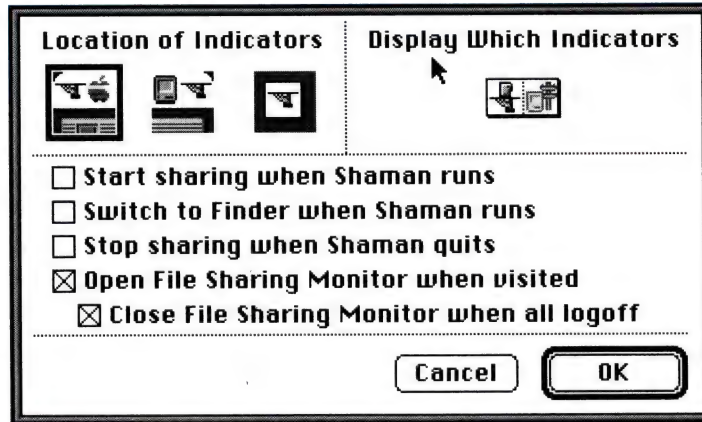 Location of Indicators
Display Which Indicators
Start sharing when Shaman runs
Switch to Finder when Shaman runs
Stop sharing when Shaman quits
Open File Sharing Monitor when visited
Close File Sharing Monitor when all logoff
Cancel
OK